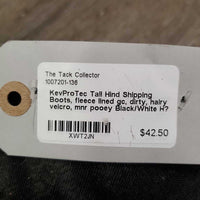 The Tack Collector
1007201-136
KevProTec Tall Hind Shipping
Boots, fleece lined gc, dirty, hairy
velcro, mnr pooey Black/White H?
$42.50
XWT2JN